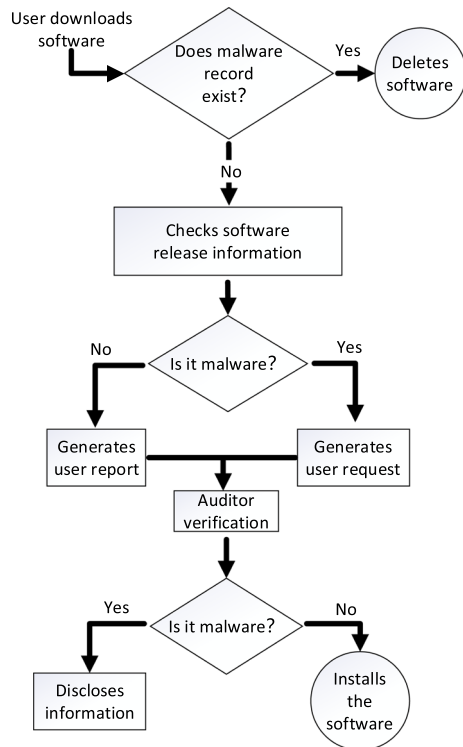 User downloads
software
Does malware
record
exist?
Yes
Deletes
software
No
Checks software
release information
No
Is it malware?
Yes
Generates
user report
Generates
user request
Auditor
verification
Yes
Is it malware?
No
Discloses
information
Installs
the
software